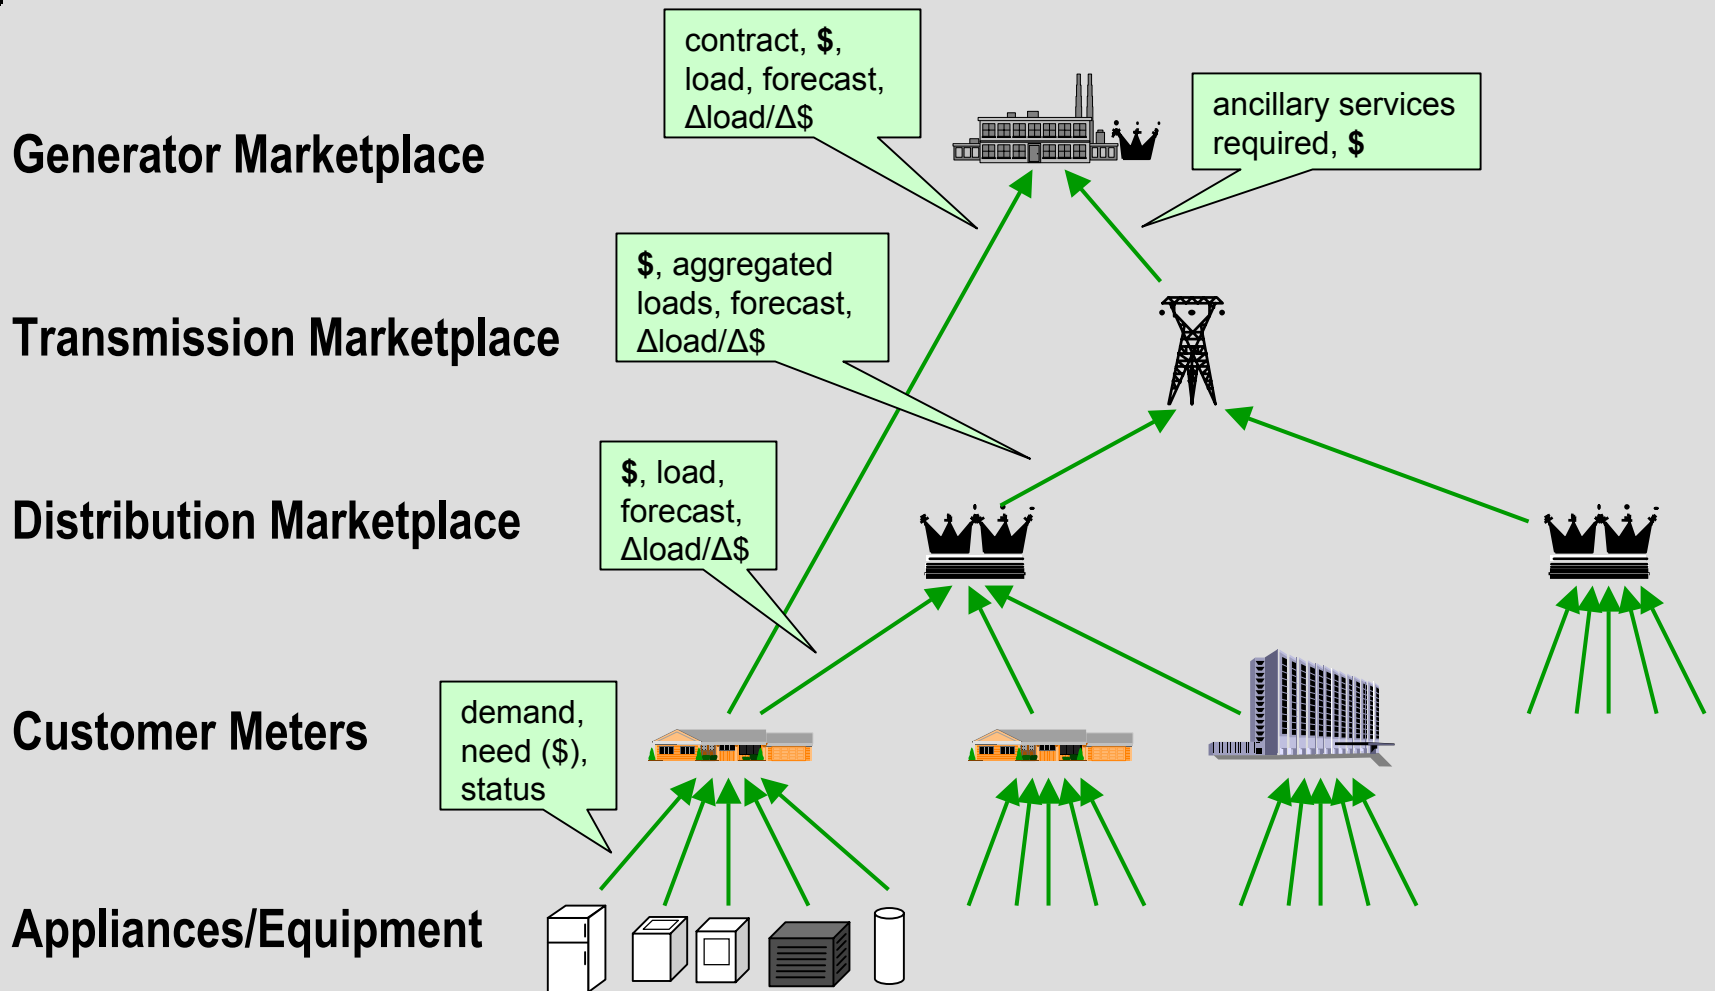 contract, $,
load, forecast,
Δload/Δ$
ancillary services
required, $
Generator Marketplace
$, aggregated
loads, forecast,
Δload/Δ$
Transmission Marketplace
$, load,
forecast,
Δload/Δ$
Distribution Marketplace
demand,
need ($),
status
Customer Meters
Appliances/Equipment